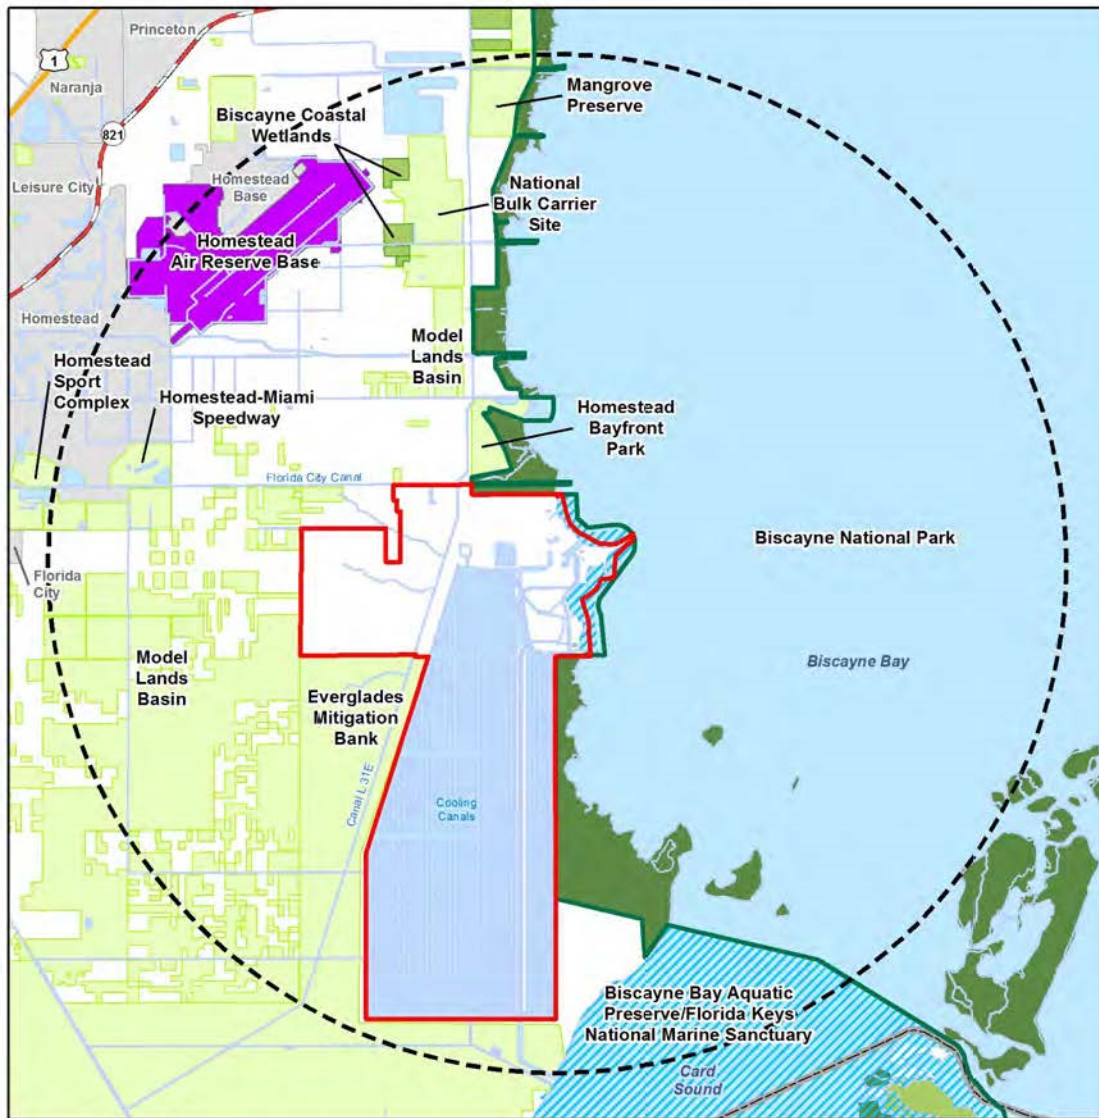 Princeton
1
Naranja
821
Leisure City
Biscayne Coastal
Wetlands
Mangrove
Preserve
Homestead
Base
National
Bulk Carrier
Site
Homestead
Air Reserve Base
Homestead
Model
Lands
Basin
Homestead
Sport
Complex
Homestead-Miami
Speedway
Homestead
Bayfront
Park
Florida City Canal
Biscayne National Park
Florida
City
Model
Lands
Basin
Biscayne Bay
Everglades
Mitigation
Bank
Canal L 31E
Cooling
Canals
Biscayne Bay Aquatic
Preserve/Florida Keys
National Marine Sanctuary
Card
Sound